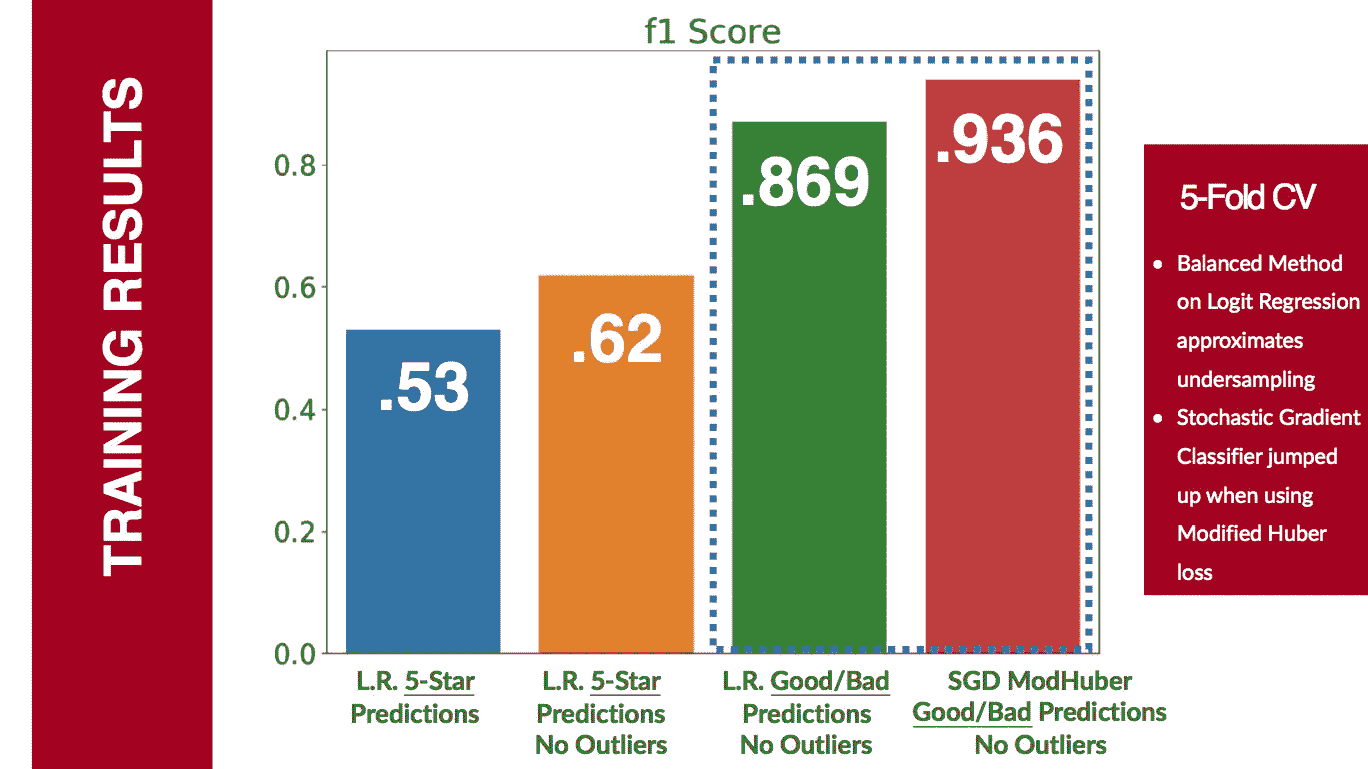 TRAINING RESULTS
f1 Score
0.8
0.6
0.4
0.2
0.0
.53
.62
.869
.936
L.R. 5-Star
Predictions
L.R. 5-Star
Predictions
No Outliers
L.R. Good/Bad
Predictions
No Outliers
SGD ModHuber
Good/Bad Predictions
No Outliers
5-Fold CV
● Balanced Method
on Logit Regression
approximates
undersampling
● Stochastic Gradient
Classifier jumped
up when using
Modified Huber
loss